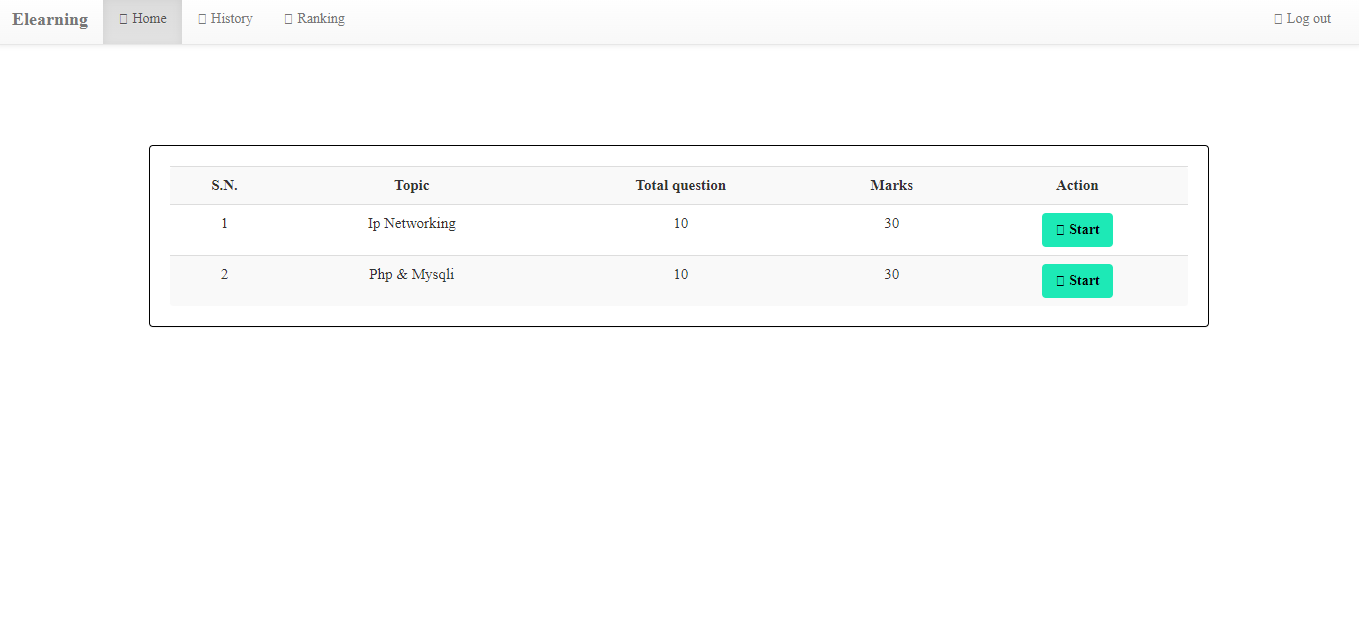 Elearning Home History Ranking Log out
S.N. Topic Total question Marks Action
1 Ip Networking 10 30 Start
2 Php & Mysqli 10 30 Start